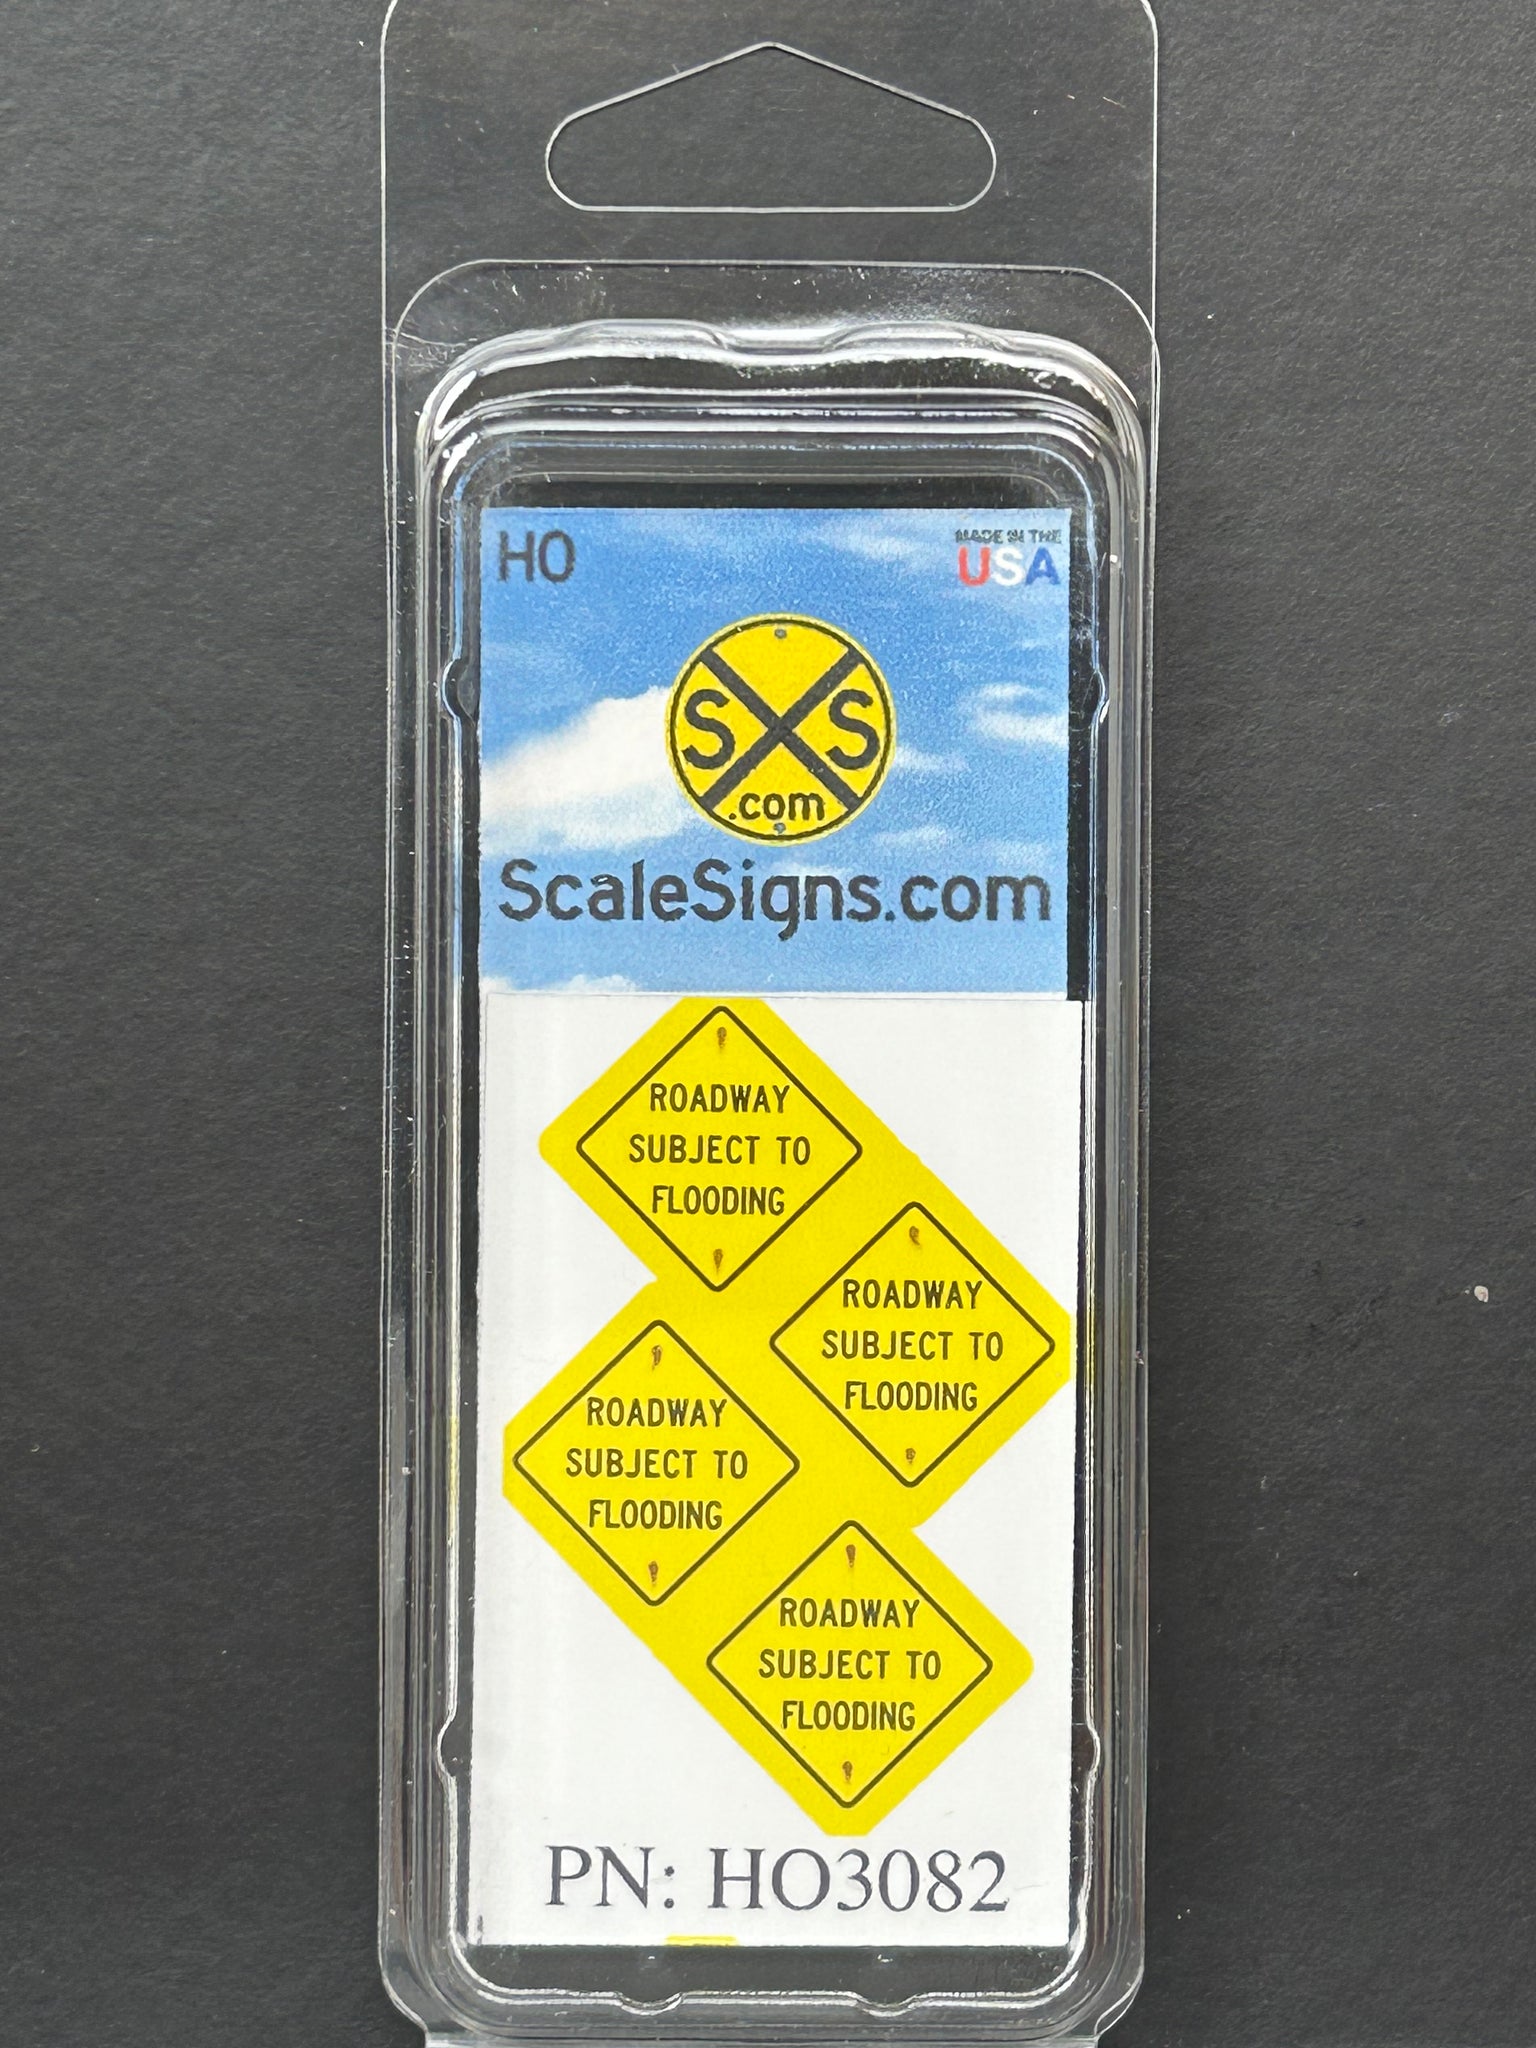 HO
MADE IN THE
USA
S S
.com
ScaleSigns.com
ROADWAY
SUBJECT TO
FLOODING
ROADWAY
SUBJECT TO
FLOODING
ROADWAY
SUBJECT TO
FLOODING
ROADWAY
SUBJECT TO
FLOODING
PN: HO3082